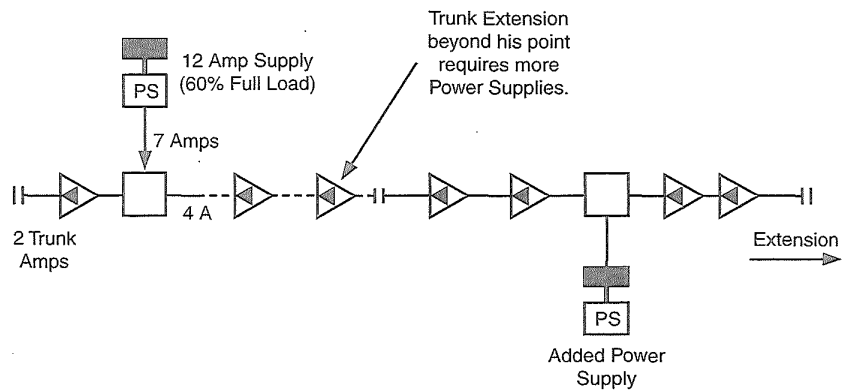 Trunk Extension
beyond his point
requires more
Power Supplies.
12 Amp Supply
(60% Full Load)
PS
7 Amps
4 A
2 Trunk
Amps
Extension
PS
Added Power
Supply